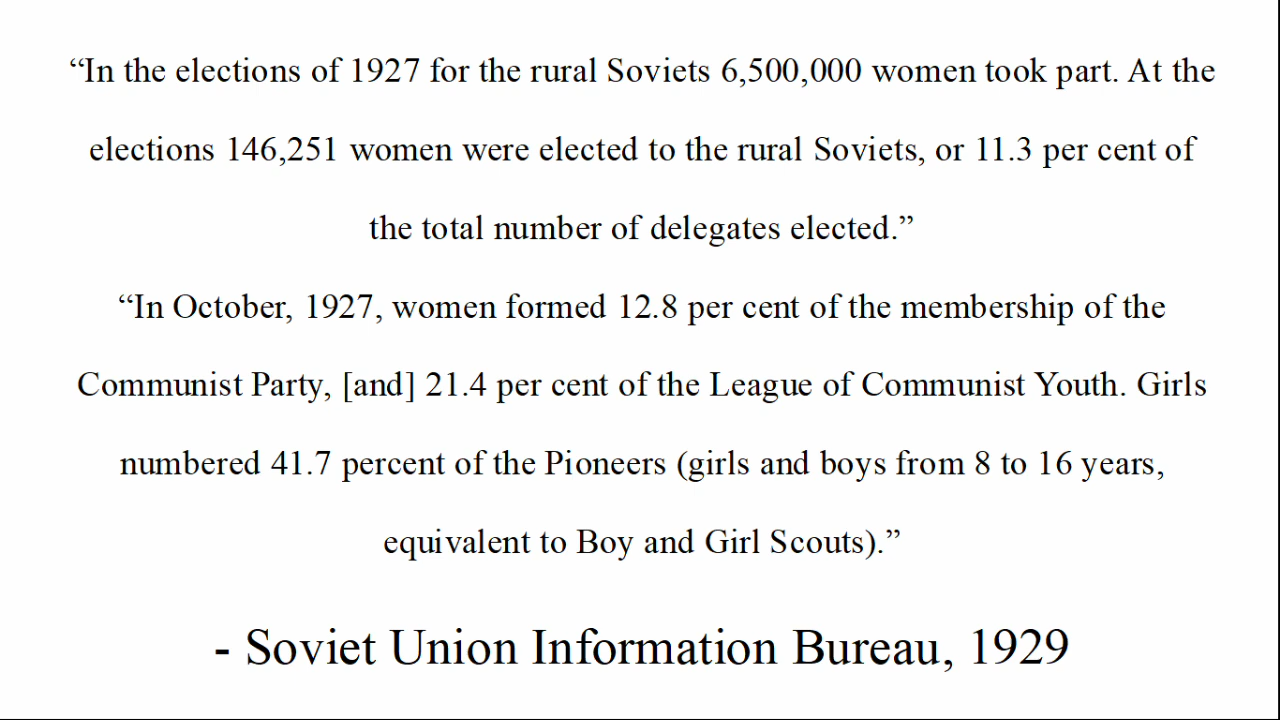 “In the elections of 1927 for the rural Soviets 6,500,000 women took part. At the
elections 146,251 women were elected to the rural Soviets, or 11.3 per cent of
the total number of delegates elected.”
“In October, 1927, women formed 12.8 per cent of the membership of the
Communist Party, [and] 21.4 per cent of the League of Communist Youth. Girls
numbered 41.7 percent of the Pioneers (girls and boys from 8 to 16 years,
equivalent to Boy and Girl Scouts).”
- Soviet Union Information Bureau, 1929